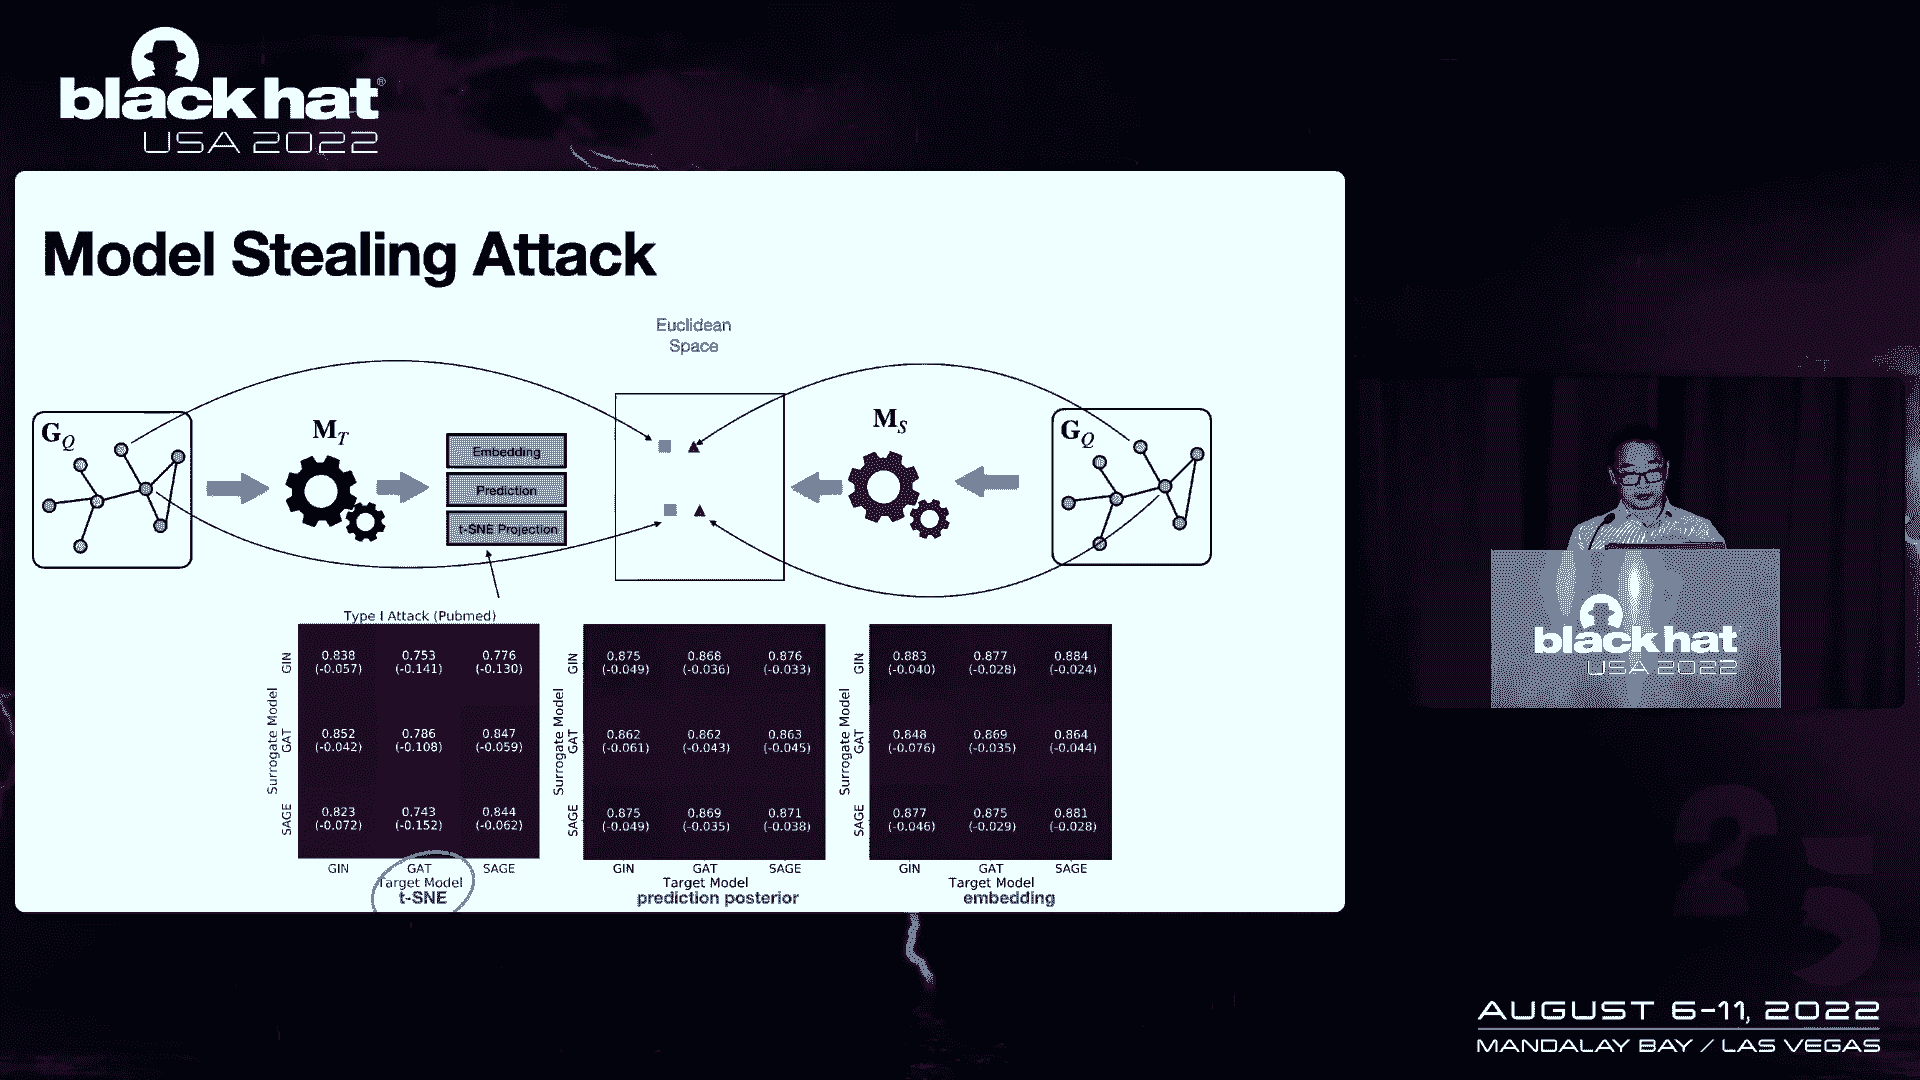 blackhat®
USA 2022
Model Stealing Attack
Euclidean
Space
G_Q
M_T
Embedding
Prediction
t-SNE Projection
M_S
G_Q
Type I Attack (Pubmed)
Surrogate Model
GIN
0.838 0.753 0.776
(-0.057) (-0.141) (-0.130)
GAT
0.852 0.786 0.847
(-0.042) (-0.108) (-0.059)
SAGE
0.823 0.743 0.844
(-0.072) (-0.152) (-0.062)
GIN GAT SAGE
Target Model
t-SNE
Surrogate Model
GIN
0.875 0.868 0.876
(-0.049) (-0.036) (-0.033)
GAT
0.862 0.862 0.863
(-0.061) (-0.043) (-0.045)
SAGE
0.875 0.869 0.871
(-0.049) (-0.035) (-0.038)
GIN GAT SAGE
Target Model
prediction posterior
Surrogate Model
GIN
0.883 0.877 0.884
(-0.040) (-0.028) (-0.024)
GAT
0.848 0.869 0.864
(-0.076) (-0.035) (-0.044)
SAGE
0.877 0.875 0.881
(-0.046) (-0.029) (-0.028)
GIN GAT SAGE
Target Model
embedding
blackhat
USA 2022
25
AUGUST 6-11, 2022
MANDALAY BAY / LAS VEGAS